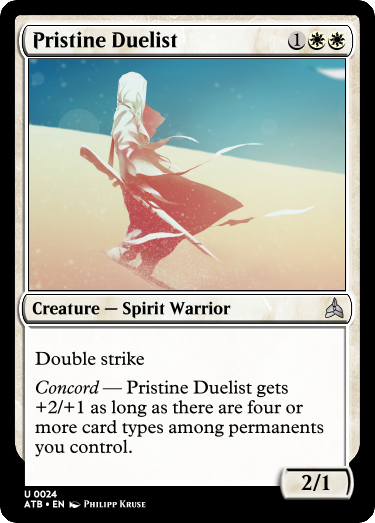 Pristine Duelist 1
Creature — Spirit Warrior
Double strike
Concord — Pristine Duelist gets
+2/+1 as long as there are four or
more card types among permanents
you control.
2/1
U 0024
ATB • EN Philipp Kruse